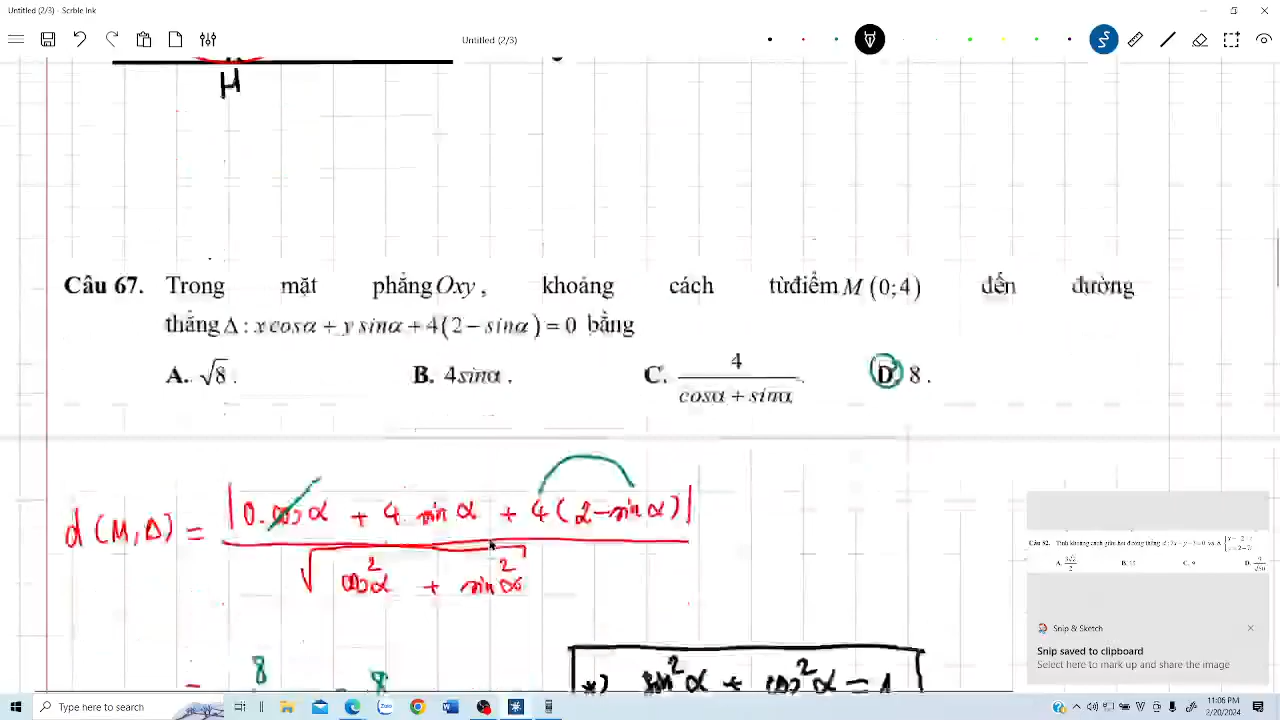 Untitled (2/3) - Scrble Ink
Untitled (2/3)
M
Câu 67. Trong mặt phẳng Oxy, khoảng cách từ điểm M(0;4) đến đường
thẳng Δ: x cosα + y sinα + 4(2 − sinα) = 0 bằng
A. √8. B. 4sinα. C. 4/(cosα + sinα). D. 8.
d(M,Δ) = |0.cosα + 4.sinα + 4(2−sinα)|
√(cos²α + sin²α)
= 8 = 8
*) sin²α + cos²α = 1
Snip & Sketch
Snip saved to clipboard
Select here to mark up and share the image
Type here to search
11:06 PM
2/20/2024